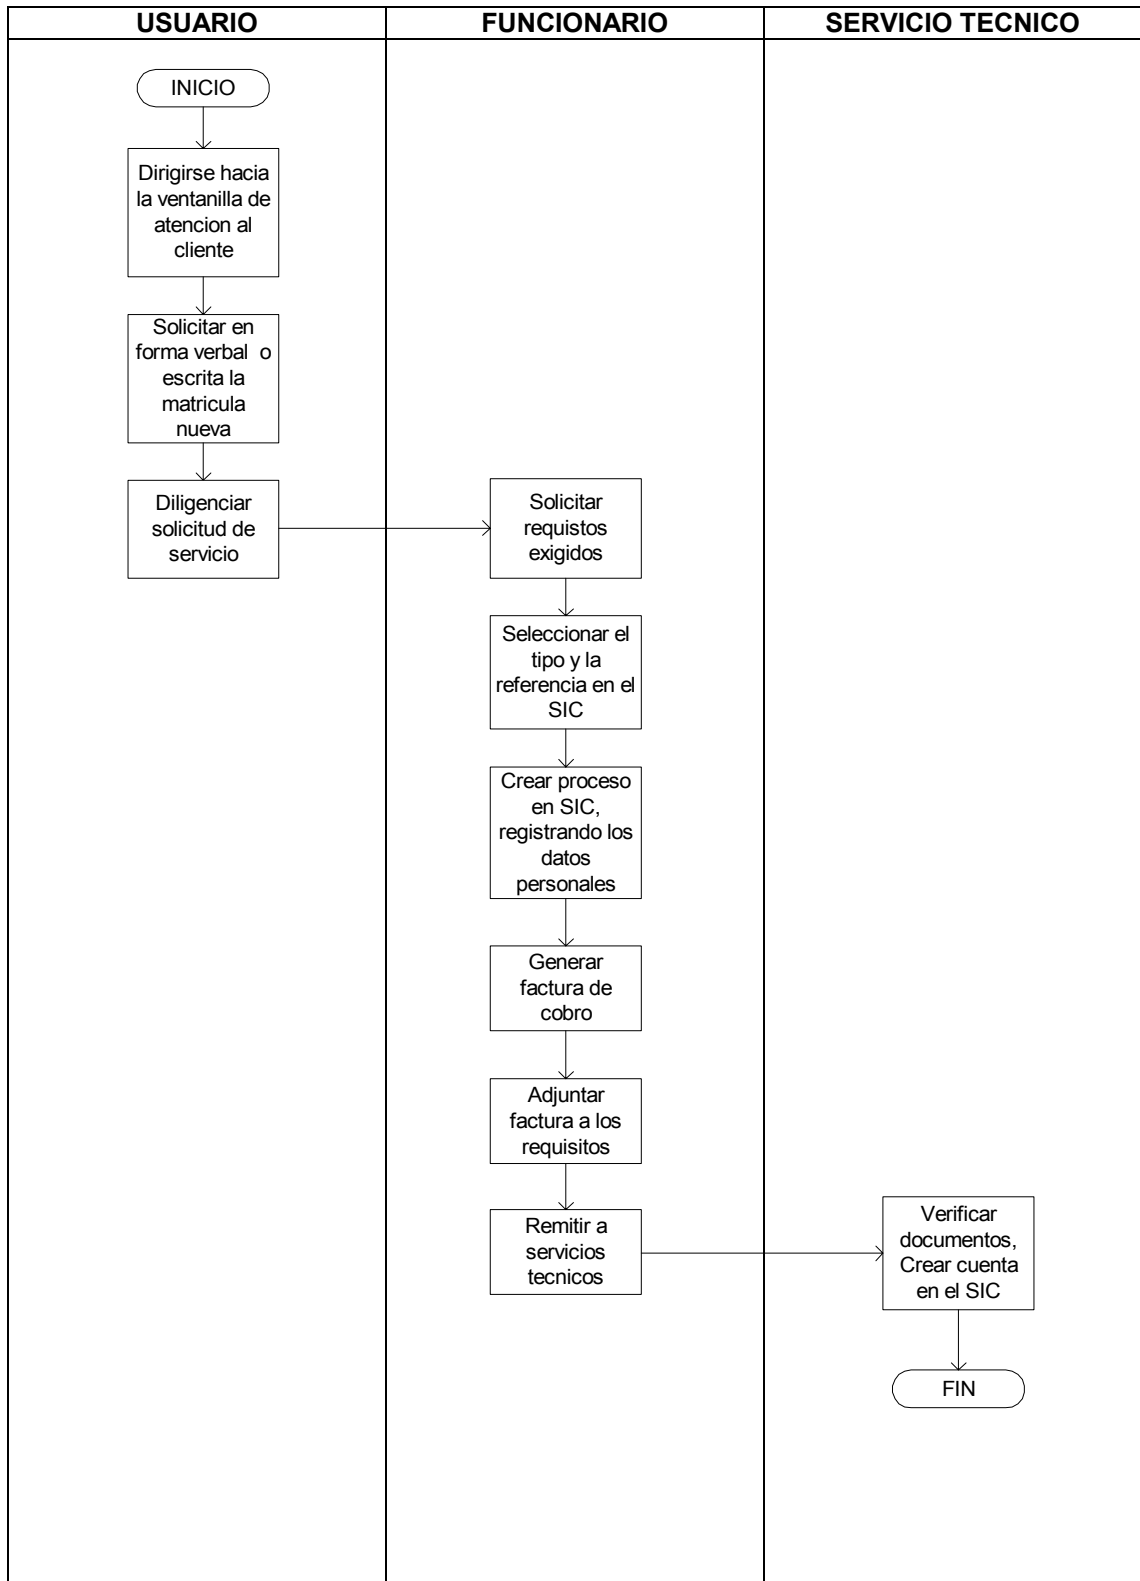 USUARIO
FUNCIONARIO
SERVICIO TECNICO
INICIO
Dirigirse hacia
la ventanilla de
atencion al
cliente
Solicitar en
forma verbal  o
escrita la
matricula
nueva
Diligenciar
solicitud de
servicio
Solicitar
requistos
exigidos
Seleccionar el
tipo y la
referencia en el
SIC
Crear proceso
en SIC,
registrando los
datos
personales
Generar
factura de
cobro
Adjuntar
factura a los
requisitos
Remitir a
servicios
tecnicos
Verificar
documentos,
Crear cuenta
en el SIC
FIN